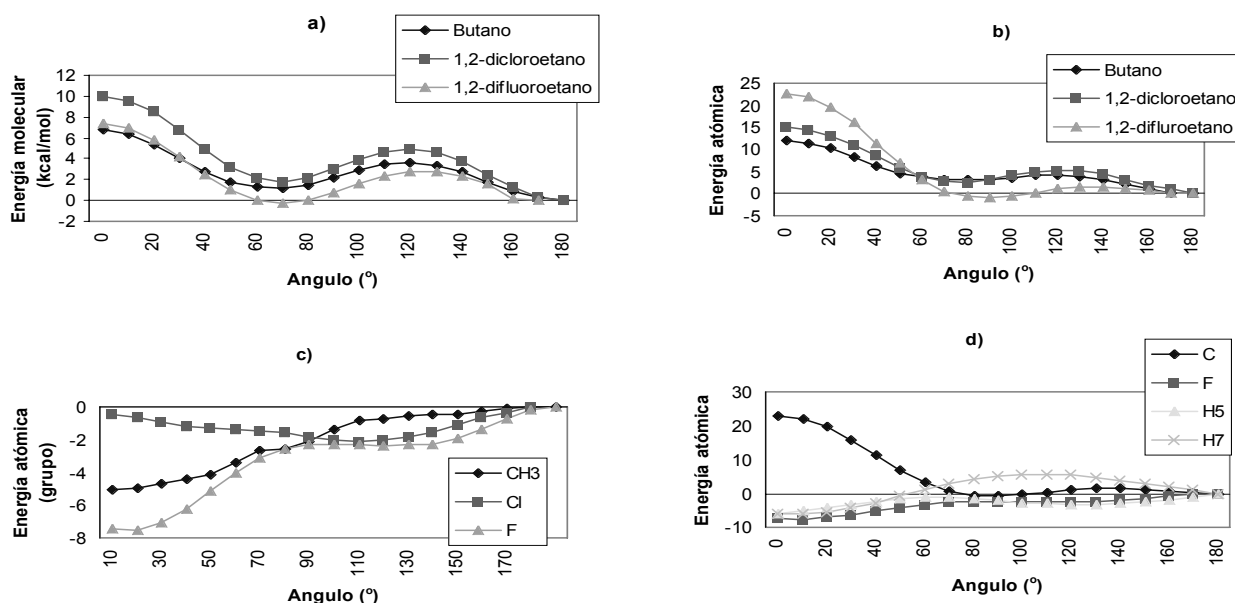 a)
Butano
1,2-dicloroetano
1,2-difluoroetano
Energía molecular
(kcal/mol)
12
10
8
6
4
2
0
-2
0
20
40
60
80
100
120
140
160
180
Angulo (º)
b)
Butano
1,2-dicloroetano
1,2-difluroetano
Energía atómica
25
20
15
10
5
0
-5
0
20
40
60
80
100
120
140
160
180
Angulo (º)
c)
Energía atómica
(grupo)
0
-2
-4
-6
-8
CH3
Cl
F
10
30
50
70
90
110
130
150
170
Angulo (º)
d)
C
F
H5
H7
Energía atómica
30
20
10
0
-10
0
20
40
60
80
100
120
140
160
180
Angulo (º)